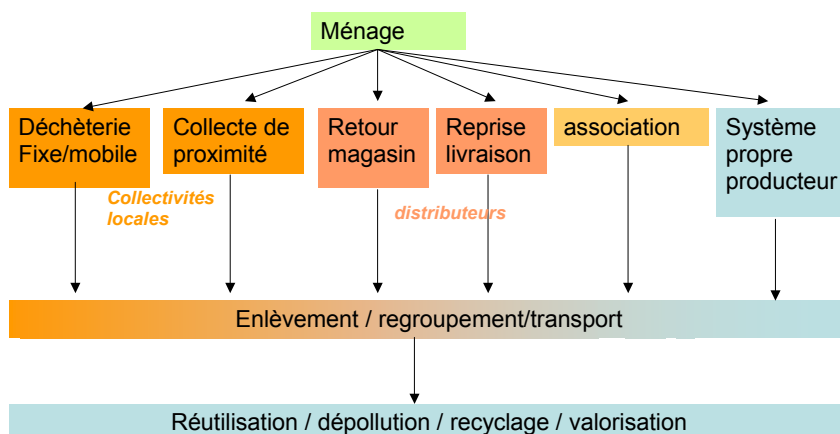 Ménage
Déchèterie
Fixe/mobile
Collecte de
proximité
Retour
magasin
Reprise
livraison
association
Système
propre
producteur
Collectivités
locales
distributeurs
Enlèvement / regroupement/transport
Réutilisation / dépollution / recyclage / valorisation